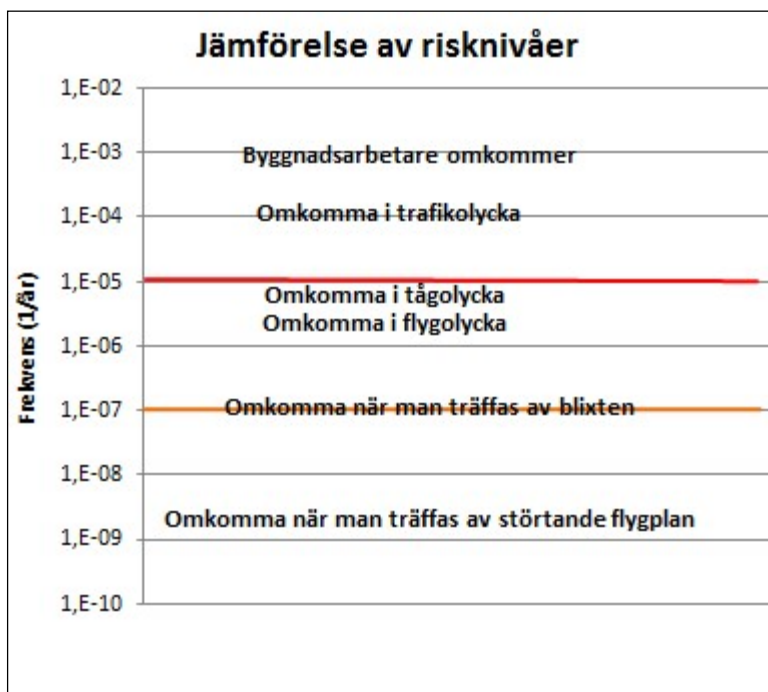 Jämförelse av risknivåer
Frekvens (1/år)
1,E-02
1,E-03
Byggnadsarbetare omkommer
1,E-04
Omkomma i trafikolycka
1,E-05
Omkomma i tågolycka
Omkomma i flygolycka
1,E-06
1,E-07
Omkomma när man träffas av blixten
1,E-08
Omkomma när man träffas av störtande flygplan
1,E-09
1,E-10